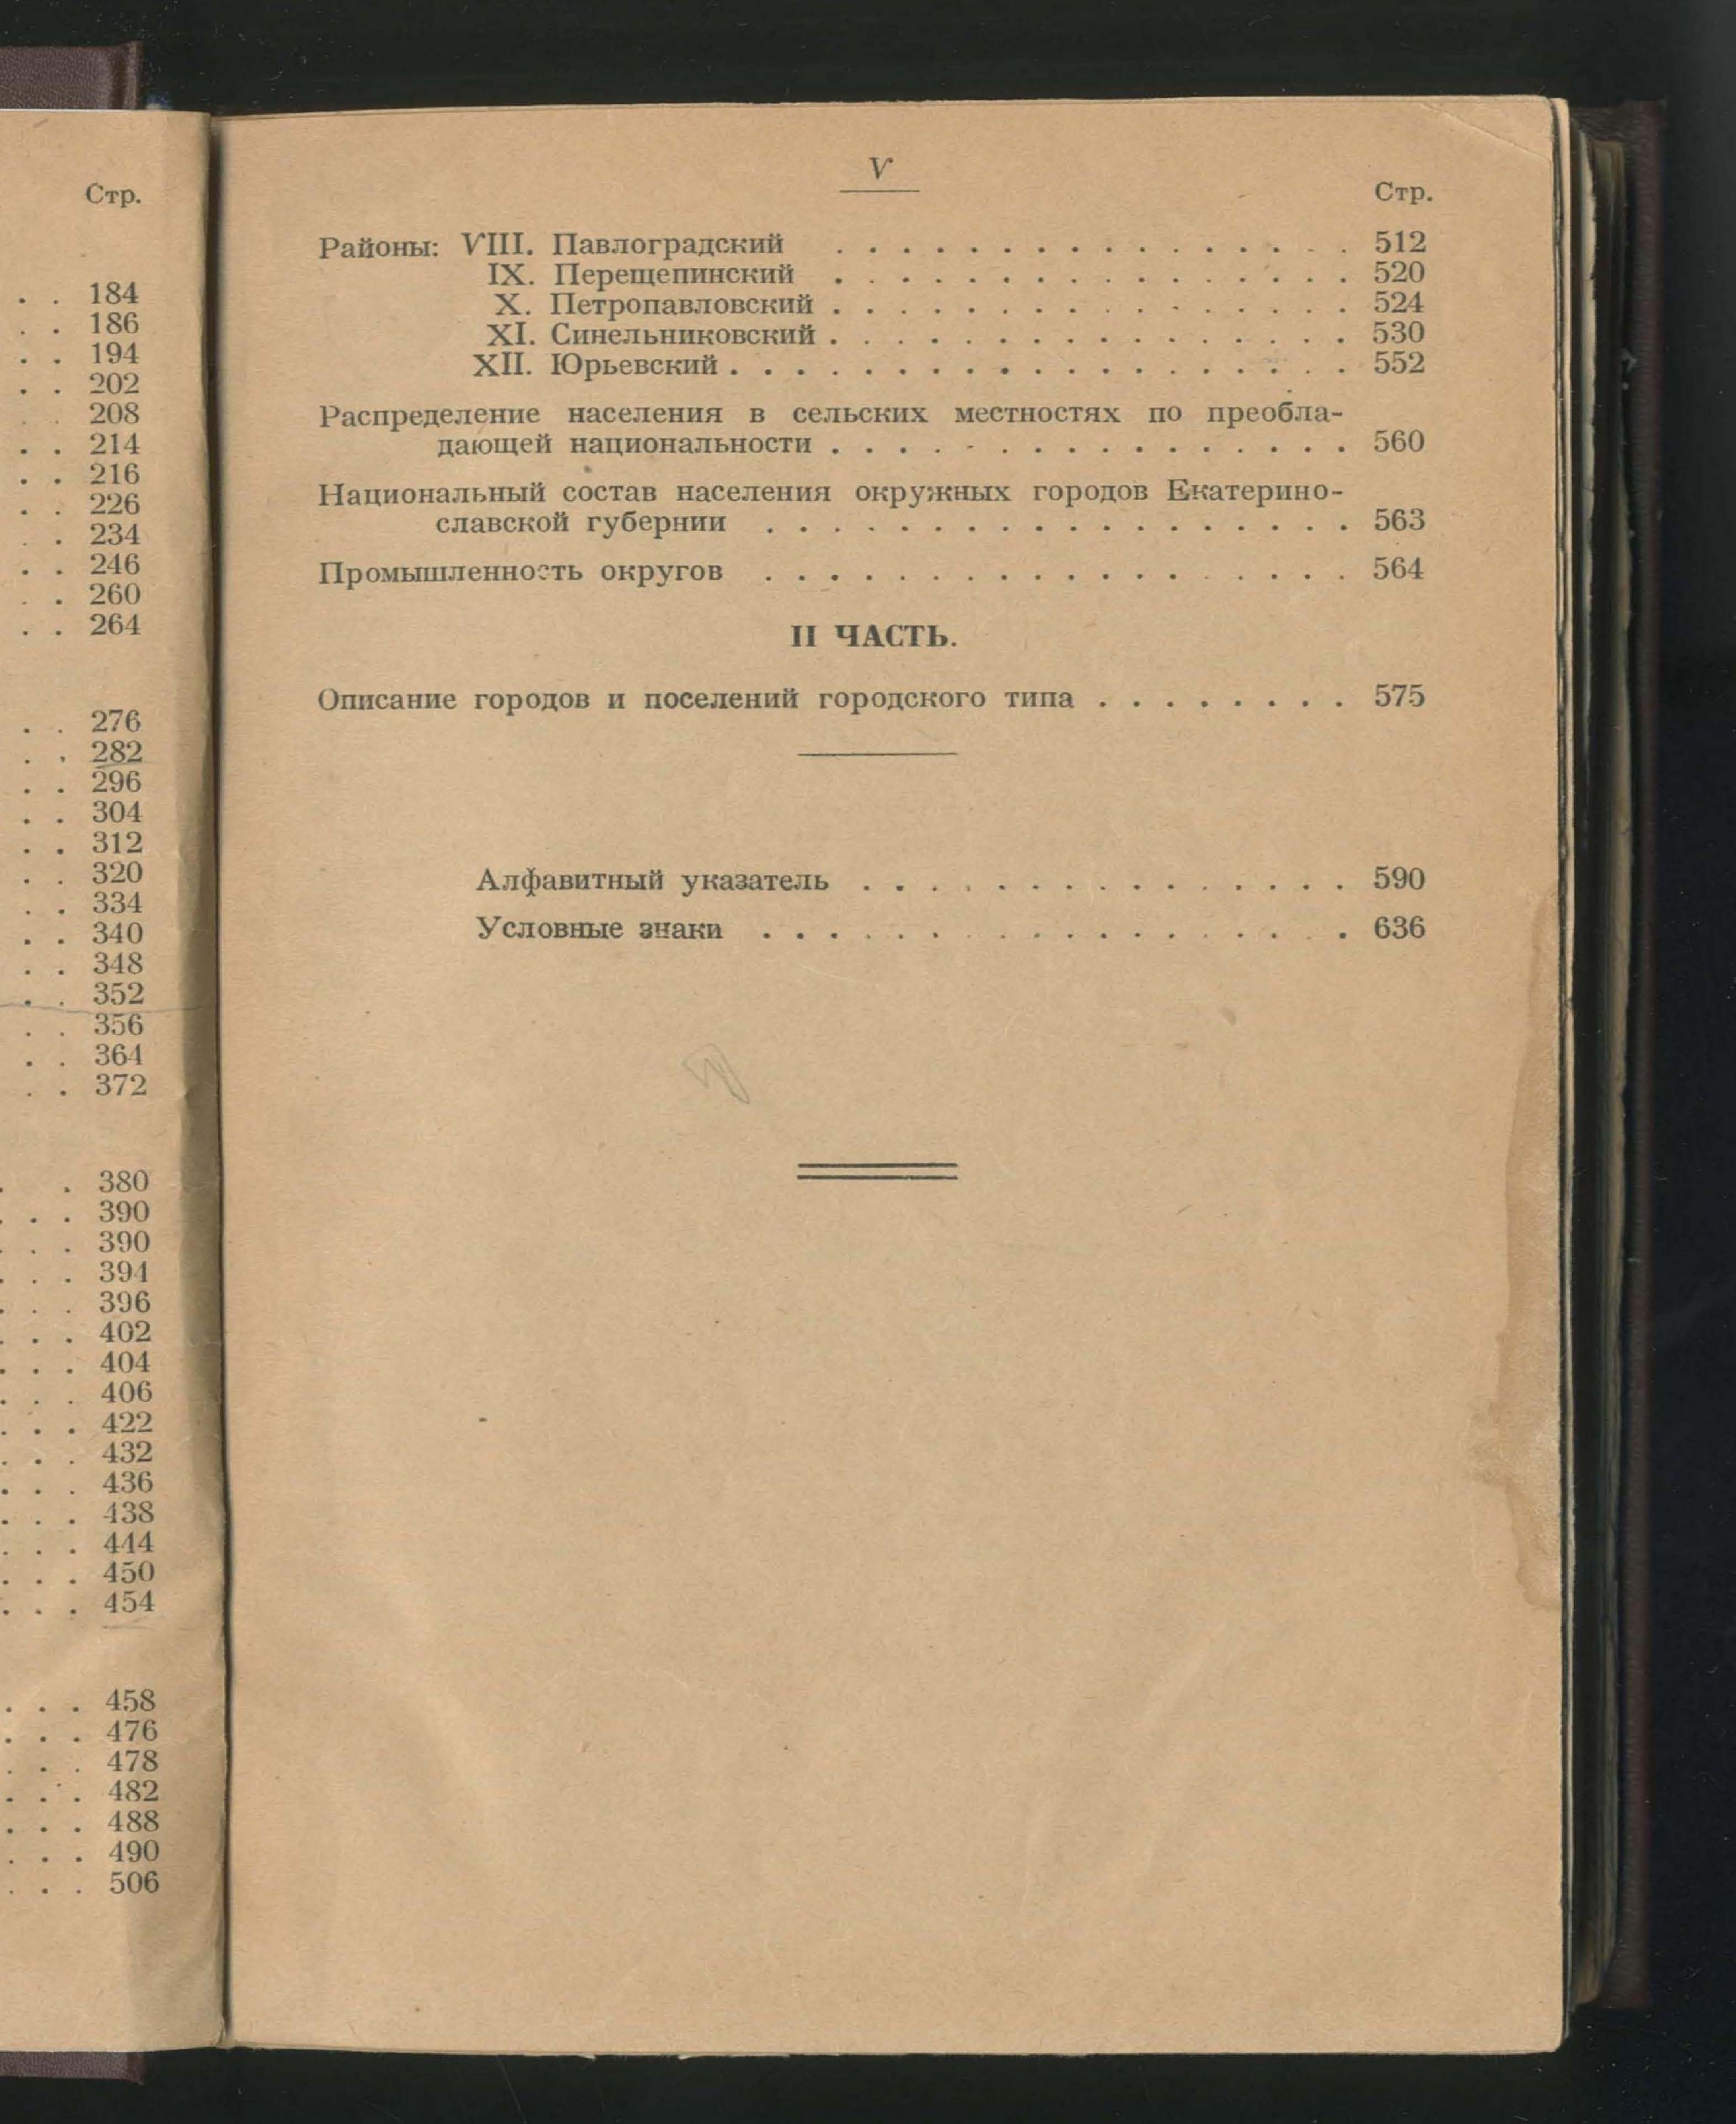 Стр.
. . 184
. . 186
. . 194
. . 202
. . 208
. . 214
. . 216
. . 226
. . 234
. . 246
. . 260
. . 264
. . 276
. . 282
. . 296
. . 304
. . 312
. . 320
. . 334
. . 340
. . 348
. . 352
. . 356
. . 364
. . 372
. . 380
. . . 390
. . . 390
. . . 394
. . . 396
. . . 402
. . . 404
. . . 406
. . . 422
. . . 432
. . . 436
. . . 438
. . . 444
. . . 450
. . . 454
. . . 458
. . . 476
. . . 478
. . . 482
. . . 488
. . . 490
. . . 506
V
Стр.
Районы: VIII. Павлоградский . . . . . . . . . . . . . . . . 512
IX. Перещепинский . . . . . . . . . . . . . . . . 520
X. Петропавловский . . . . . . . . . . . . . . . . 524
XI. Синельниковский . . . . . . . . . . . . . . . . 530
XII. Юрьевский . . . . . . . . . . . . . . . . . . . 552
Распределение населения в сельских местностях по преобла-
дающей национальности . . . . . . . . . . . . . . . . 560
Национальный состав населения окружных городов Екатерино-
славской губернии . . . . . . . . . . . . . . . . . . 563
Промышленность округов . . . . . . . . . . . . . . . . . . 564
II ЧАСТЬ.
Описание городов и поселений городского типа . . . . . . . . 575
Алфавитный указатель . . . . . . . . . . . . . . . 590
Условные знаки . . . . . . . . . . . . . . . . . . 636